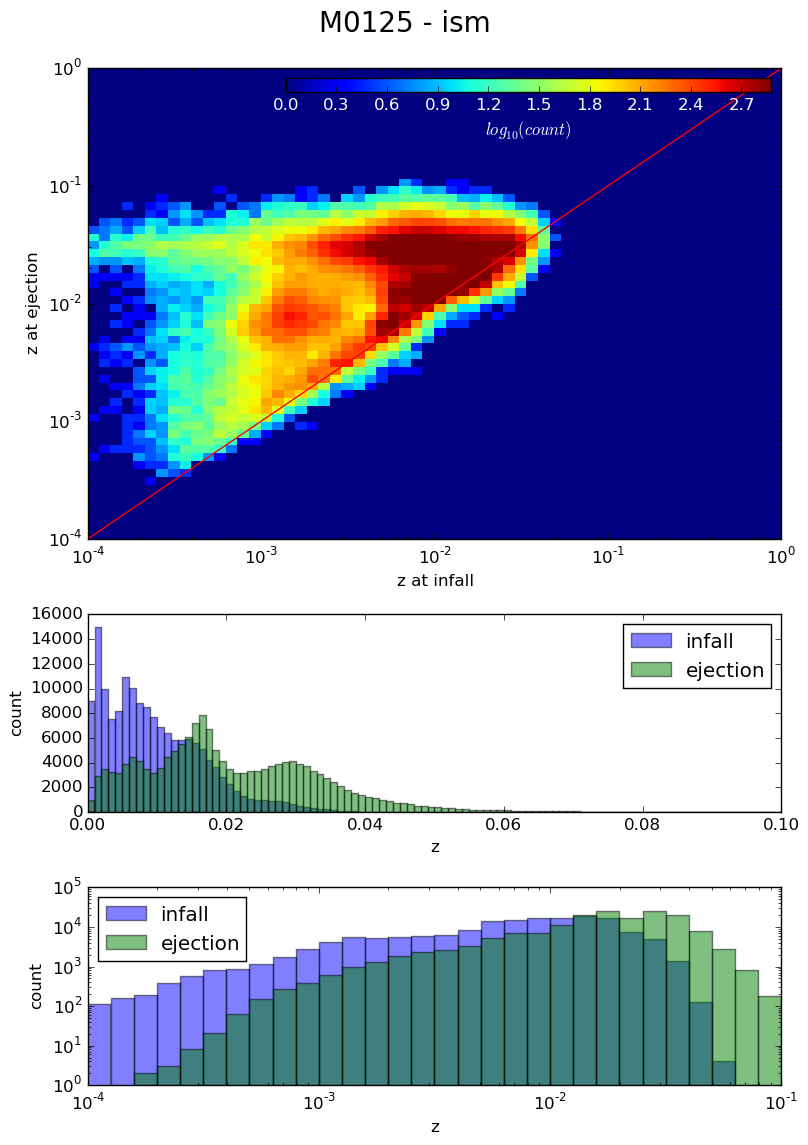 M0125 - ism
10^0
0.0 0.3 0.6 0.9 1.2 1.5 1.8 2.1 2.4 2.7
log_10(count)
10^-1
z at ejection
10^-2
10^-3
10^-4
10^-4 10^-3 10^-2 10^-1 10^0
z at infall
16000
14000
12000
10000
8000
6000
4000
2000
0
count
infall
ejection
0.00 0.02 0.04 0.06 0.08 0.10
z
10^5
10^4
10^3
10^2
10^1
10^0
count
infall
ejection
10^-4 10^-3 10^-2 10^-1
z